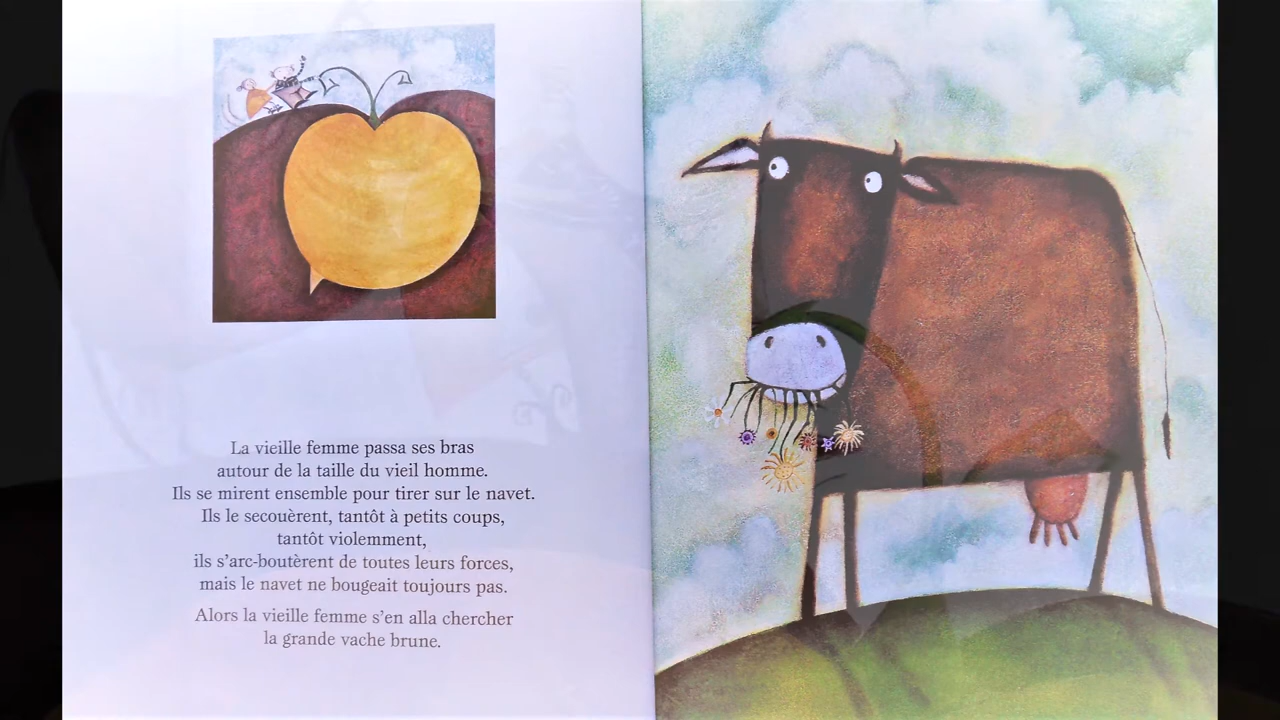 La vieille femme passa ses bras
autour de la taille du vieil homme.
Ils se mirent ensemble pour tirer sur le navet.
Ils le secouèrent, tantôt à petits coups,
tantôt violemment,
ils s'arc-boutèrent de toutes leurs forces,
mais le navet ne bougeait toujours pas.
Alors la vieille femme s'en alla chercher
la grande vache brune.